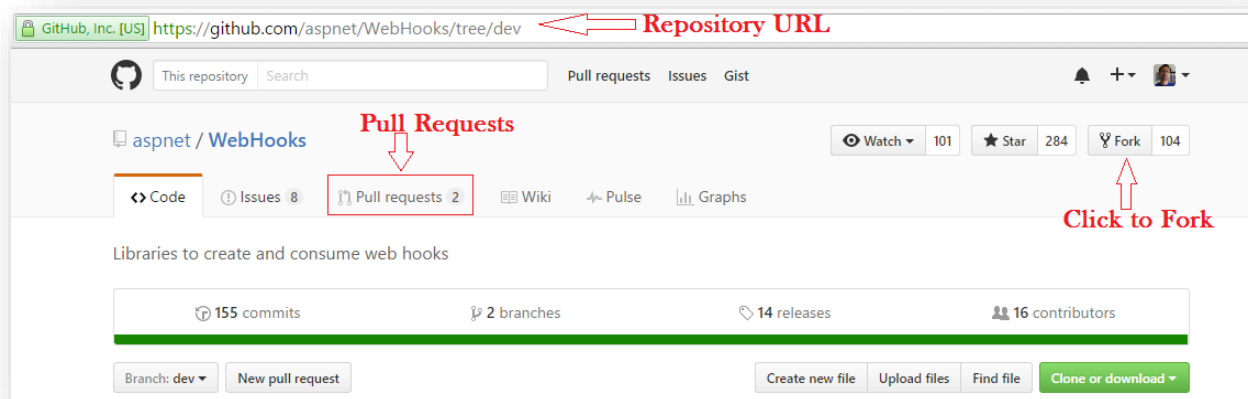 GitHub, Inc. [US] https://github.com/aspnet/WebHooks/tree/dev Repository URL
This repository Search Pull requests Issues Gist
Pull Requests
aspnet / WebHooks Watch 101 Star 284 Fork 104
Code Issues 8 Pull requests 2 Wiki Pulse Graphs
Click to Fork
Libraries to create and consume web hooks
155 commits 2 branches 14 releases 16 contributors
Branch: dev New pull request Create new file Upload files Find file Clone or download